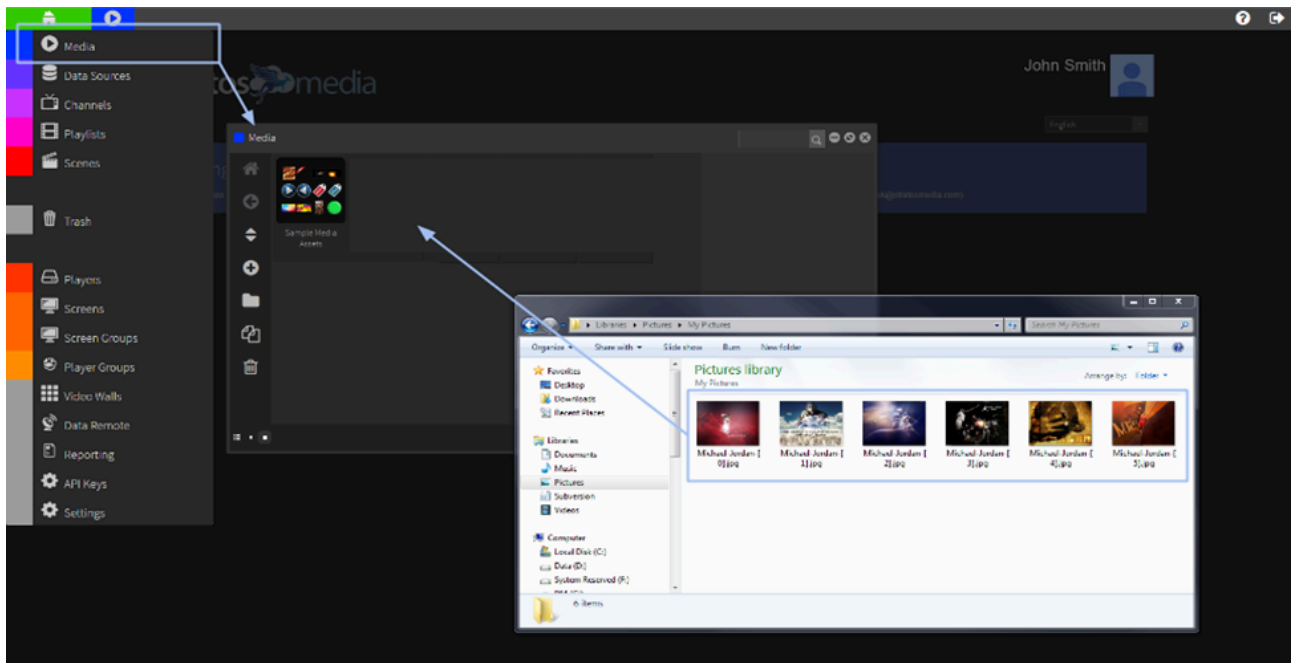 Media
Data Sources
Channels
Playlists
Scenes
Trash
Players
Screens
Screen Groups
Player Groups
Video Walls
Data Remote
Reporting
API Keys
Settings
media
John Smith
English
Media
Sample Media
Assets
Libraries
Pictures
My Pictures
Search My Pictures
Organize
Share with
Slide show
Burn
New folder
Favorites
Desktop
Downloads
Recent Places
Libraries
Documents
Music
Pictures
Subversion
Videos
Computer
Local Disk (C:)
Data (D:)
Pictures library
My Pictures
Arrange by: Folder
Michael-Jordan-[
0].jpg
Michael-Jordan-[
1].jpg
Michael-Jordan-[
2].jpg
Michael-Jordan-[
3].jpg
Michael-Jordan-[
4].jpg
Michael-Jordan-[
5].jpg
6 items